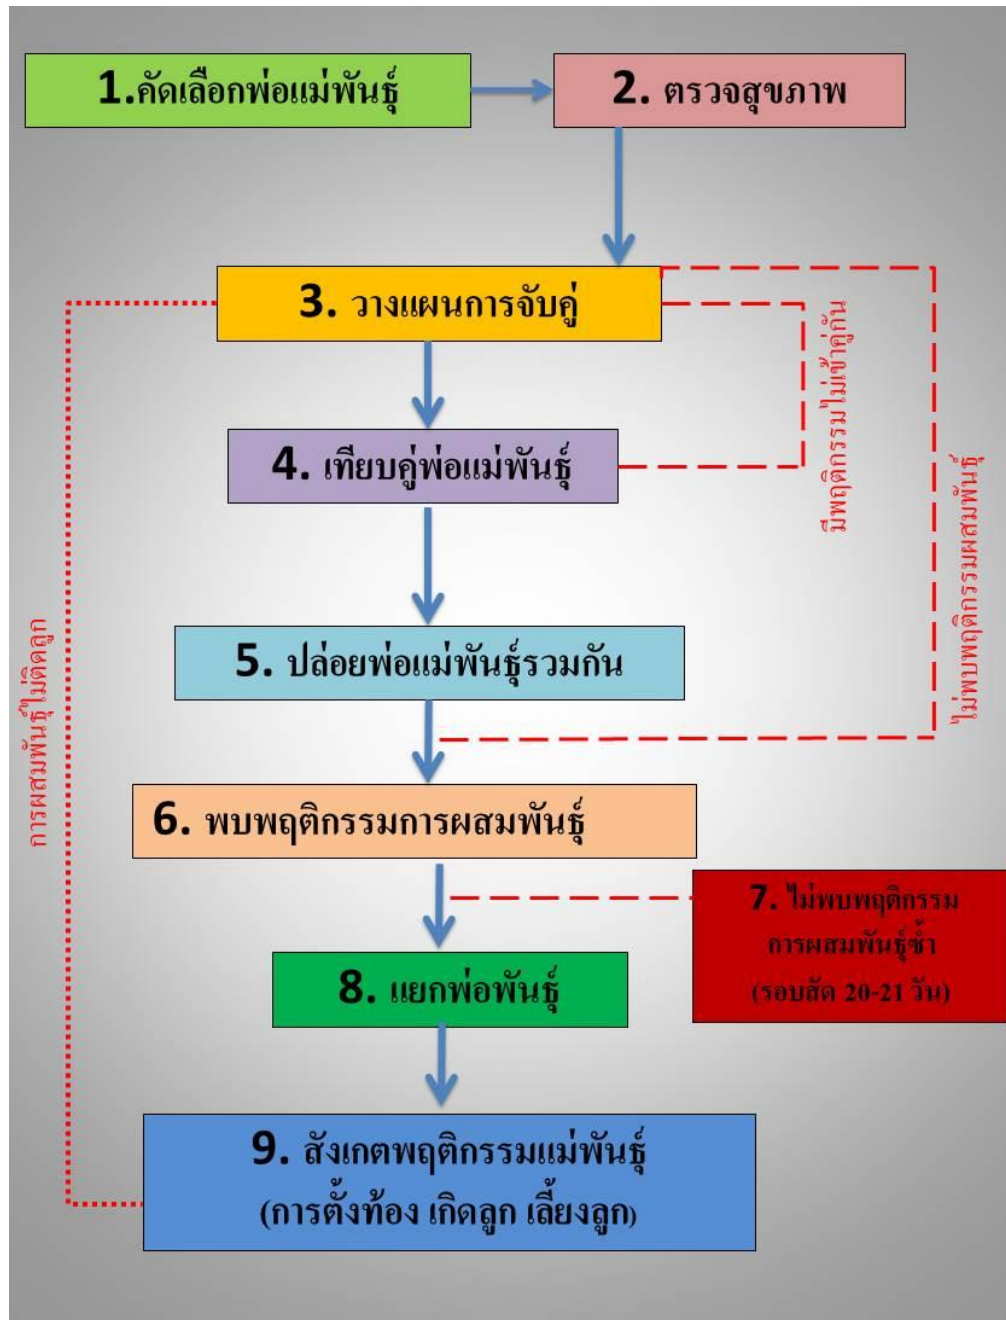 1.คัดเลือกพ่อแม่พันธุ์
2. ตรวจสุขภาพ
3. วางแผนการจับคู่
มีพฤติกรรมไม่เข้าคู่กัน
4. เทียบคู่พ่อแม่พันธุ์
ไม่พบพฤติกรรมผสมพันธุ์
5. ปล่อยพ่อแม่พันธุ์รวมกัน
การผสมพันธุ์ไม่ติดลูก
6. พบพฤติกรรมการผสมพันธุ์
7. ไม่พบพฤติกรรม
การผสมพันธุ์ซ้ำ
(รอบสัด 20-21 วัน)
8. แยกพ่อพันธุ์
9. สังเกตพฤติกรรมแม่พันธุ์
(การตั้งท้อง เกิดลูก เลี้ยงลูก)